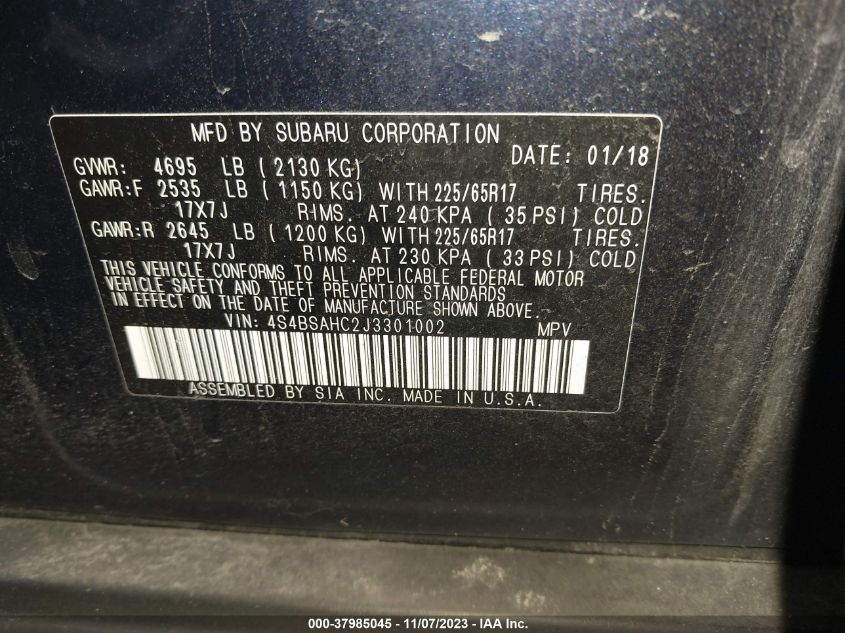 MFD BY SUBARU CORPORATION
GVWR: 4695 LB ( 2130 KG) DATE: 01/18
GAWR:F 2535 LB ( 1150 KG) WITH 225/65R17 TIRES.
17X7J RIMS. AT 240 KPA ( 35 PSI) COLD
GAWR:R 2645 LB ( 1200 KG) WITH 225/65R17 TIRES.
17X7J RIMS. AT 230 KPA ( 33 PSI) COLD
THIS VEHICLE CONFORMS TO ALL APPLICABLE FEDERAL MOTOR
VEHICLE SAFETY AND THEFT PREVENTION STANDARDS
IN EFFECT ON THE DATE OF MANUFACTURE SHOWN ABOVE.
VIN: 4S4BSAHC2J3301002 MPV
ASSEMBLED BY SIA INC. MADE IN U.S.A.
000-37985045 - 11/07/2023 - IAA Inc.